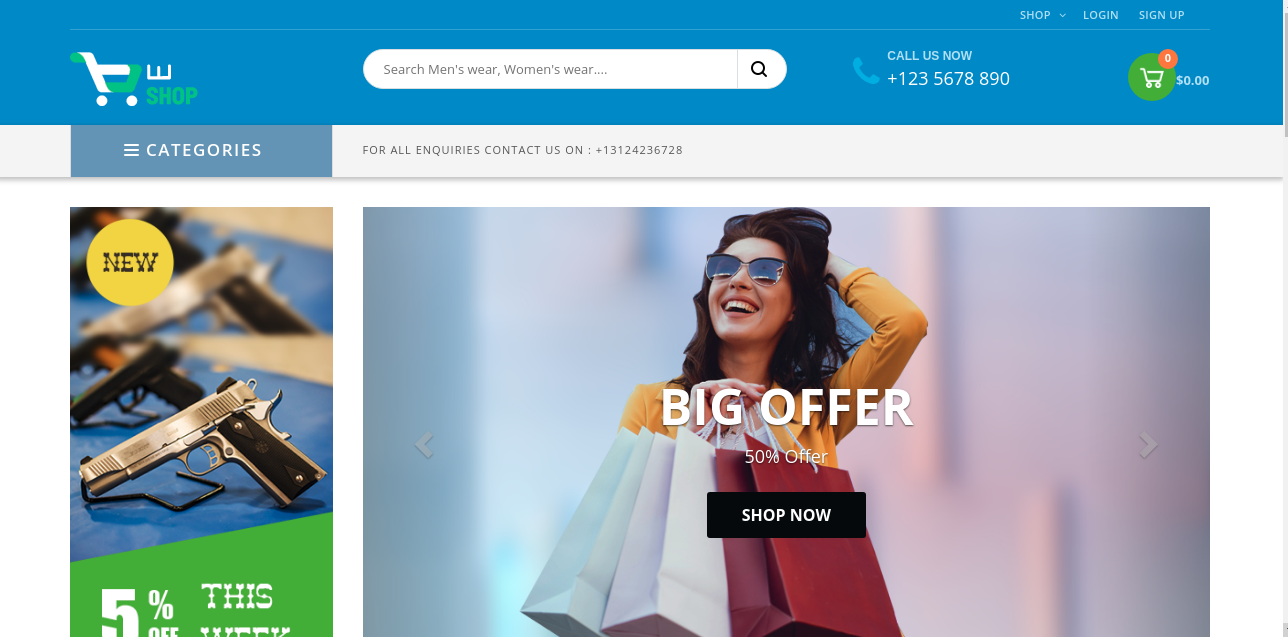 SHOP LOGIN SIGN UP
E
SHOP
Search Men's wear, Women's wear....
CALL US NOW
+123 5678 890
0
$0.00
CATEGORIES
FOR ALL ENQUIRIES CONTACT US ON : +13124236728
NEW
5%
OFF
THIS
WEEK
BIG OFFER
50% Offer
SHOP NOW